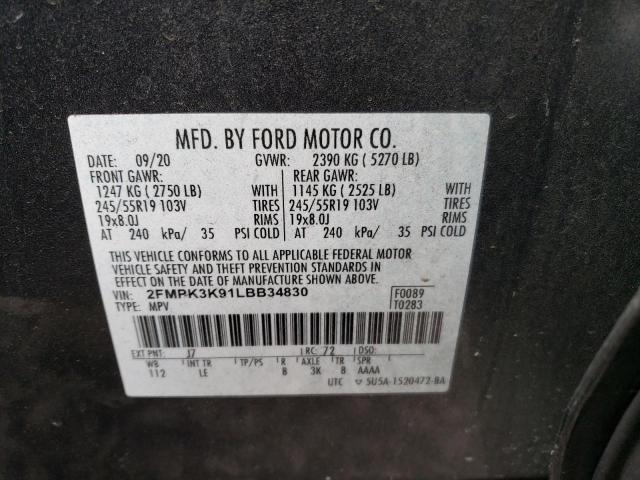 MFD. BY FORD MOTOR CO.
DATE: 09/20 GVWR: 2390 KG ( 5270 LB)
FRONT GAWR: REAR GAWR:
1247 KG ( 2750 LB) WITH 1145 KG ( 2525 LB) WITH
245/55R19 103V TIRES 245/55R19 103V TIRES
19x8.0J RIMS 19x8.0J RIMS
AT 240 kPa/ 35 PSI COLD AT 240 kPa/ 35 PSI COLD
THIS VEHICLE CONFORMS TO ALL APPLICABLE FEDERAL MOTOR
VEHICLE SAFETY AND THEFT PREVENTION STANDARDS IN
EFFECT ON THE DATE OF MANUFACTURE SHOWN ABOVE.
VIN: 2FMPK3K91LBB34830 F0089
TYPE: MPV T0283
EXT PNT: J7 RC: 72 DSO:
WB INT TR TP/PS R AXLE TR SPR
112 LE B 3K 8 AAAA
UTC 5U5A-1520472-BA